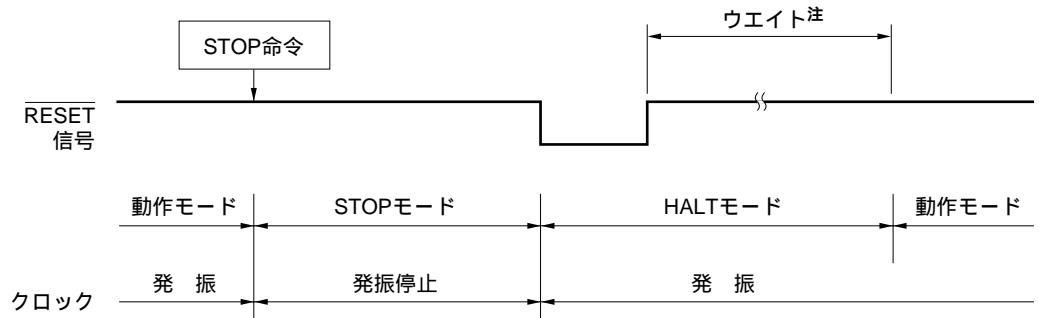 ウエイト注
STOP命令
RESET
信号
動作モード STOPモード HALTモード 動作モード
発 振 発振停止 発 振
クロック